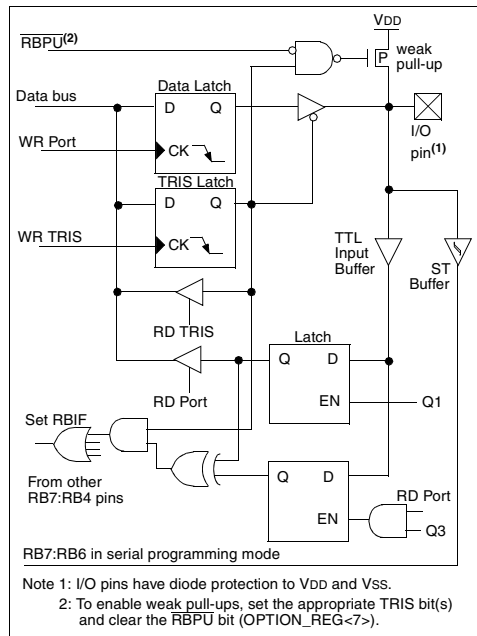 VDD
RBPU(2)
P
weak
pull-up
Data Latch
Data bus
D Q
I/O
pin(1)
WR Port
CK
TRIS Latch
D Q
WR TRIS
CK
TTL
Input
Buffer
ST
Buffer
RD TRIS
Latch
Q D
RD Port
EN
Q1
Set RBIF
From other
RB7:RB4 pins
Q D
RD Port
EN
Q3
RB7:RB6 in serial programming mode
Note 1: I/O pins have diode protection to VDD and VSS.
2: To enable weak pull-ups, set the appropriate TRIS bit(s)
and clear the RBPU bit (OPTION_REG<7>).